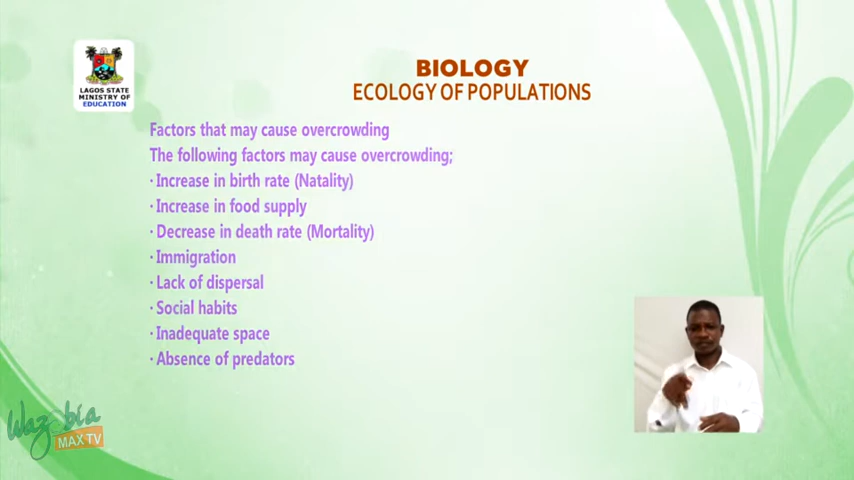 LAGOS STATE
MINISTRY OF
EDUCATION
BIOLOGY
ECOLOGY OF POPULATIONS
Factors that may cause overcrowding
The following factors may cause overcrowding;
· Increase in birth rate (Natality)
· Increase in food supply
· Decrease in death rate (Mortality)
· Immigration
· Lack of dispersal
· Social habits
· Inadequate space
· Absence of predators
Wazobia
MAX TV